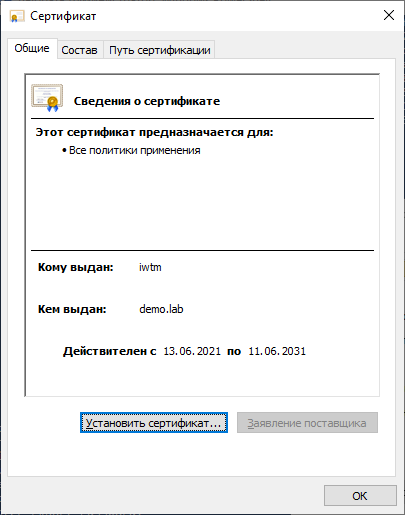 Сертификат
Общие Состав Путь сертификации
Сведения о сертификате
Этот сертификат предназначается для:
• Все политики применения
Кому выдан: iwtm
Кем выдан: demo.lab
Действителен с 13.06.2021 по 11.06.2031
Установить сертификат... Заявление поставщика
ОК